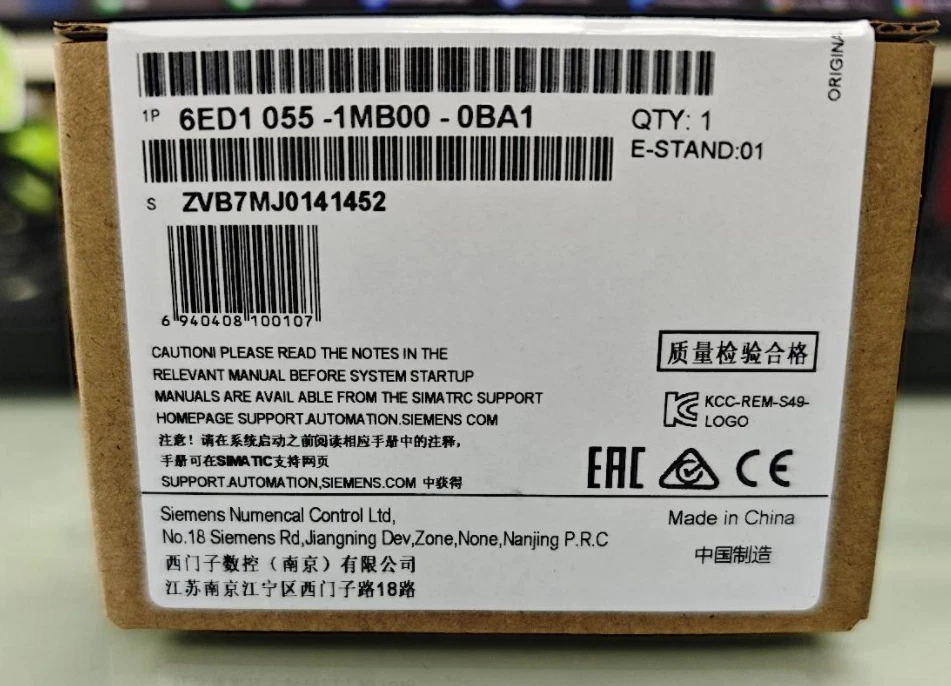 1P 6ED1 055 -1MB00 - 0BA1
QTY: 1
E-STAND:01
S ZVB7MJ0141452
6 940408 100107
ORIGINA
CAUTIONI PLEASE READ THE NOTES IN THE
RELEVANT MANUAL BEFORE SYSTEM STARTUP
MANUALS ARE AVAIL ABLE FROM THE SIMATRC SUPPORT
HOMEPAGE SUPPORT.AUTOMATION.SIEMENS COM
注意！请在系统启动之前阅读相应手册中的注释，
手册可在SIMATIC支持网页
SUPPORT.AUTOMATION,SIEMENS.COM 中获得
质量检验合格
KCC-REM-S49-
LOGO
EAC
CE
Siemens Numencal Control Ltd,
No.18 Siemens Rd,Jiangning Dev,Zone,None,Nanjing P.R.C
西门子数控（南京）有限公司
江苏南京江宁区西门子路18路
Made in China
中国制造